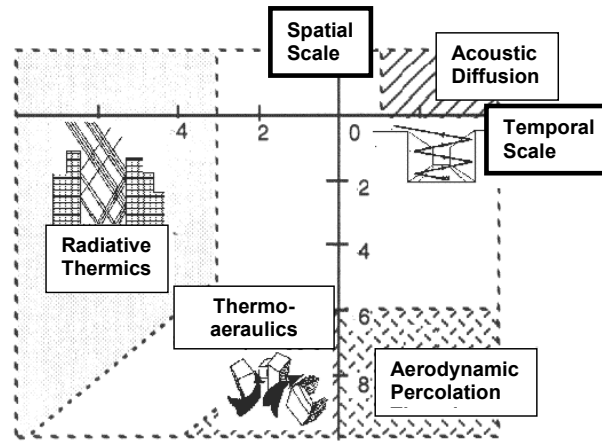 Spatial
Scale
Acoustic
Diffusion
4
2
0
Temporal
Scale
2
Radiative
Thermics
4
Thermo-
aeraulics
6
Aerodynamic
Percolation
8